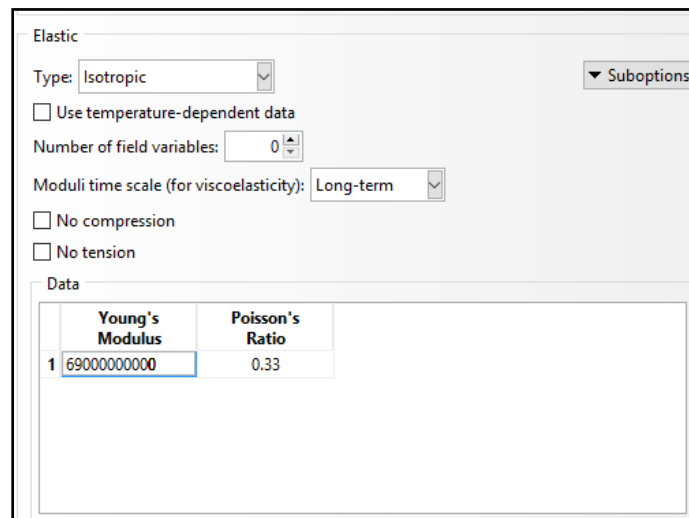 Elastic
Type: Isotropic
▼ Suboptions
Use temperature-dependent data
Number of field variables: 0
Moduli time scale (for viscoelasticity): Long-term
No compression
No tension
Data
Young's Modulus
Poisson's Ratio
1 69000000000 0.33